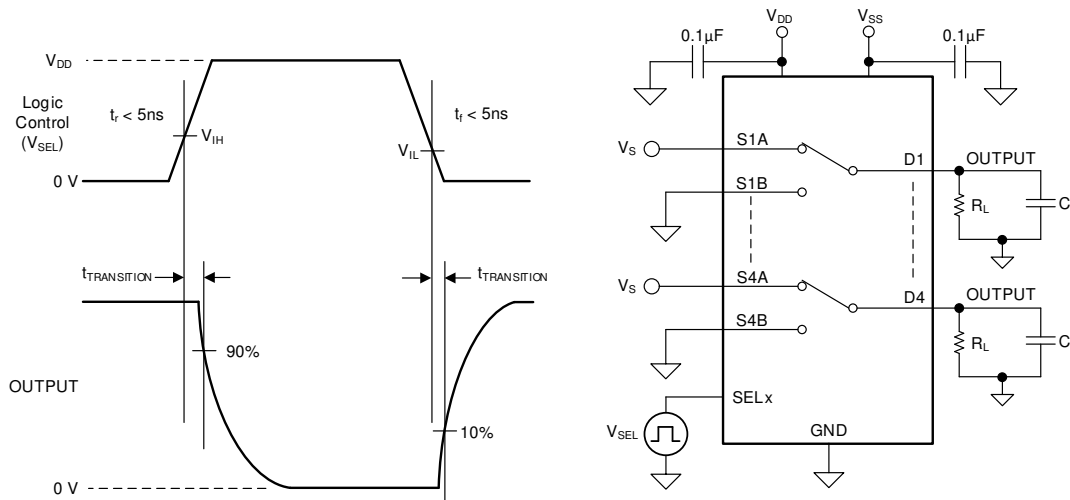 V_DD
Logic
Control
(V_SEL)
t_r < 5ns
V_IH
t_f < 5ns
V_IL
0 V
t_TRANSITION
t_TRANSITION
90%
OUTPUT
10%
0 V
V_DD
V_SS
0.1µF
0.1µF
V_S
S1A
D1
OUTPUT
S1B
R_L
C
V_S
S4A
D4
OUTPUT
S4B
R_L
C
SELx
V_SEL
GND